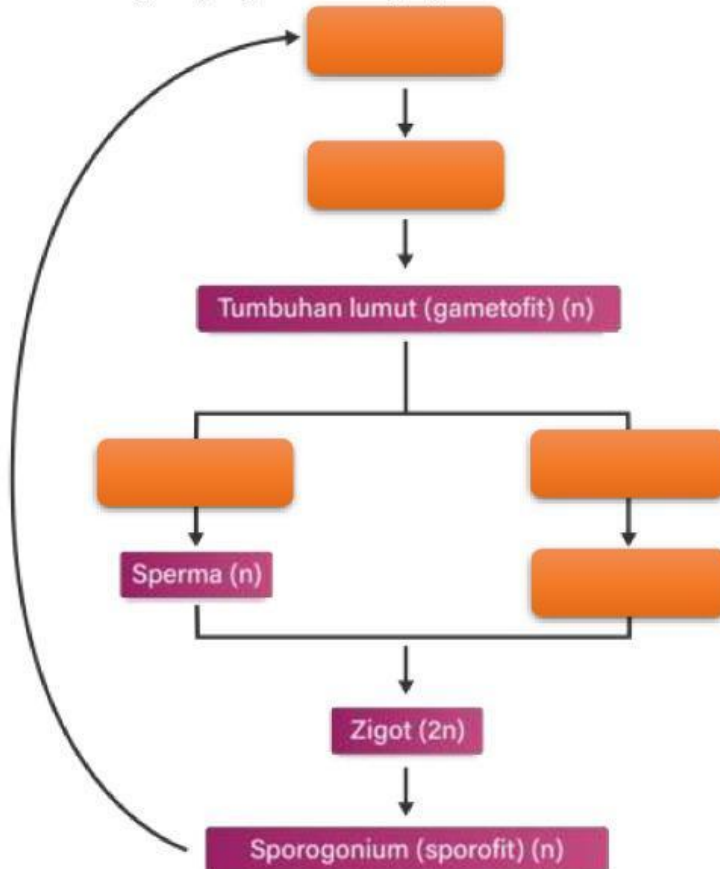 Tumbuhan lumut (gametofit) (n)
Sperma (n)
Zigot (2n)
Sporogonium (sporofit) (n)